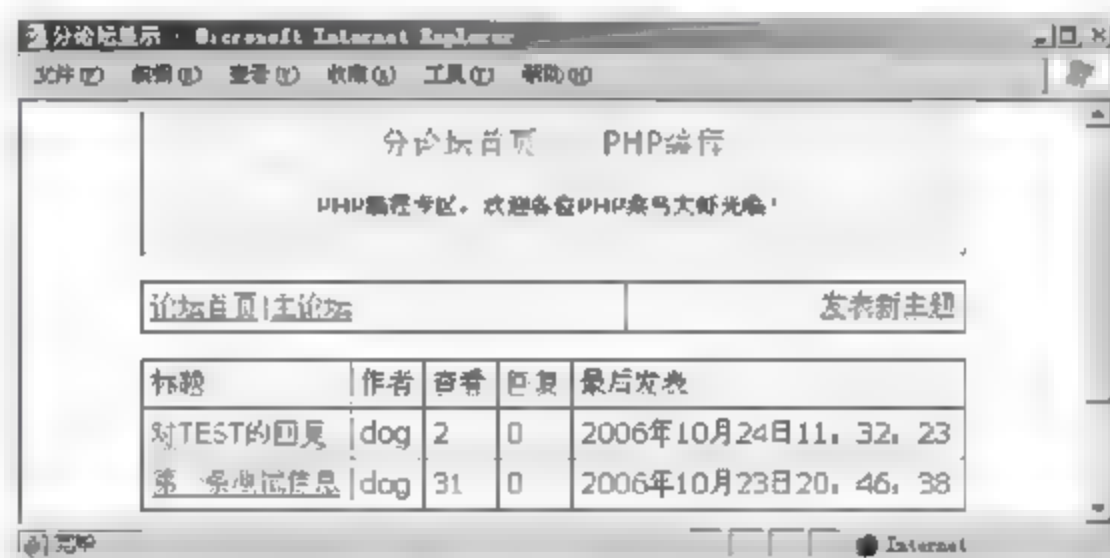 分论坛显示 - Microsoft Internet Explorer
文件(F) 编辑(E) 查看(V) 收藏(A) 工具(T) 帮助(H)
分论坛首页 PHP编程
PHP编程专区，欢迎各位PHP菜鸟大虾光临！
论坛首页|主论坛 发表新主题
标题 作者 查看 回复 最后发表
对TEST的回复 dog 2 0 2006年10月24日11：32：23
第一条测试信息 dog 31 0 2006年10月23日20：46：38
完毕 Internet